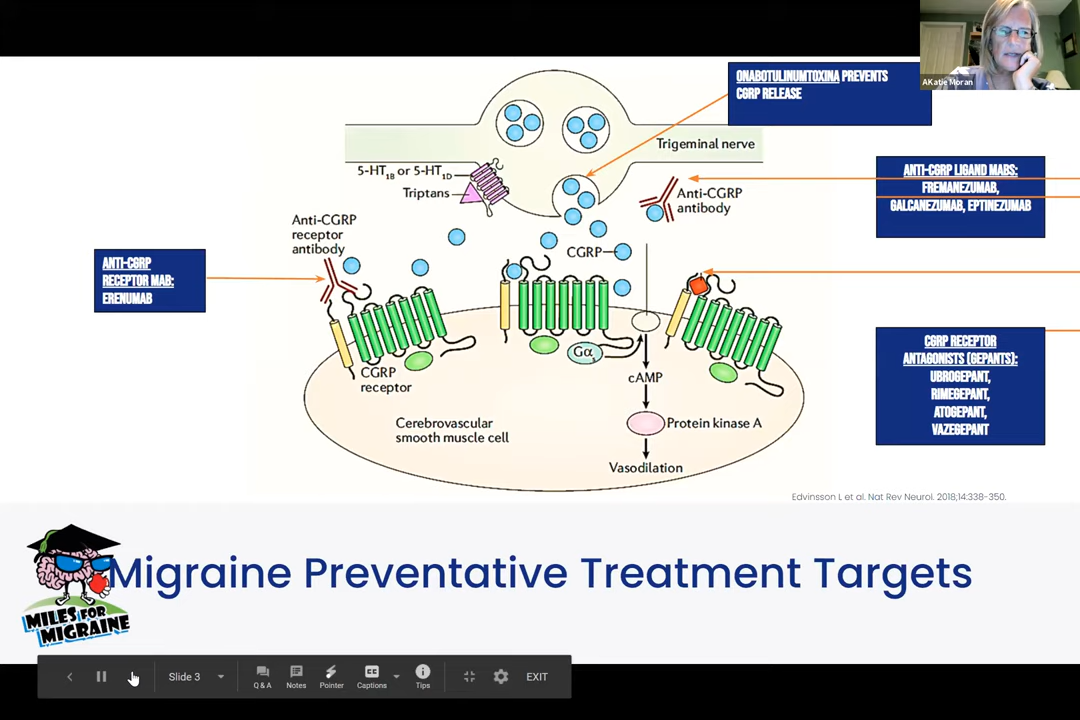 AKatie Moran
ONABOTULINUMTOXINA PREVENTS
CGRP RELEASE
Trigeminal nerve
5-HT1B or 5-HT1D
Triptans
Anti-CGRP
antibody
ANTI-CGRP LIGAND MABS:
FREMANEZUMAB,
GALCANEZUMAB, EPTINEZUMAB
Anti-CGRP
receptor
antibody
CGRP
ANTI-CGRP
RECEPTOR MAB:
ERENUMAB
Gα
CGRP
receptor
cAMP
CGRP RECEPTOR
ANTAGONISTS (GEPANTS):
UBROGEPANT,
RIMEGEPANT,
ATOGEPANT,
VAZEGEPANT
Cerebrovascular
smooth muscle cell
Protein kinase A
Vasodilation
Edvinsson L et al. Nat Rev Neurol. 2018;14:338-350.
Migraine Preventative Treatment Targets
MILES FOR
MIGRAINE
Slide 3
Q & A
Notes
Pointer
Captions
Tips
EXIT